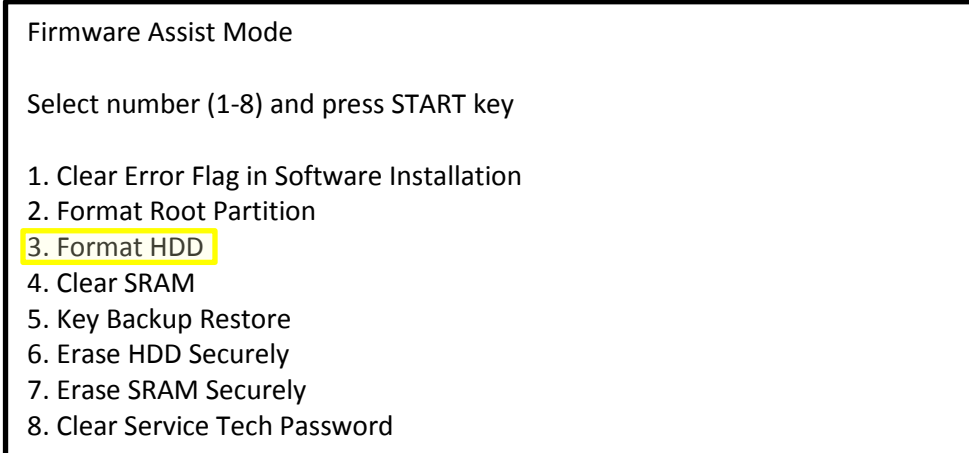 Firmware Assist Mode
Select number (1-8) and press START key
1. Clear Error Flag in Software Installation
2. Format Root Partition
3. Format HDD
4. Clear SRAM
5. Key Backup Restore
6. Erase HDD Securely
7. Erase SRAM Securely
8. Clear Service Tech Password